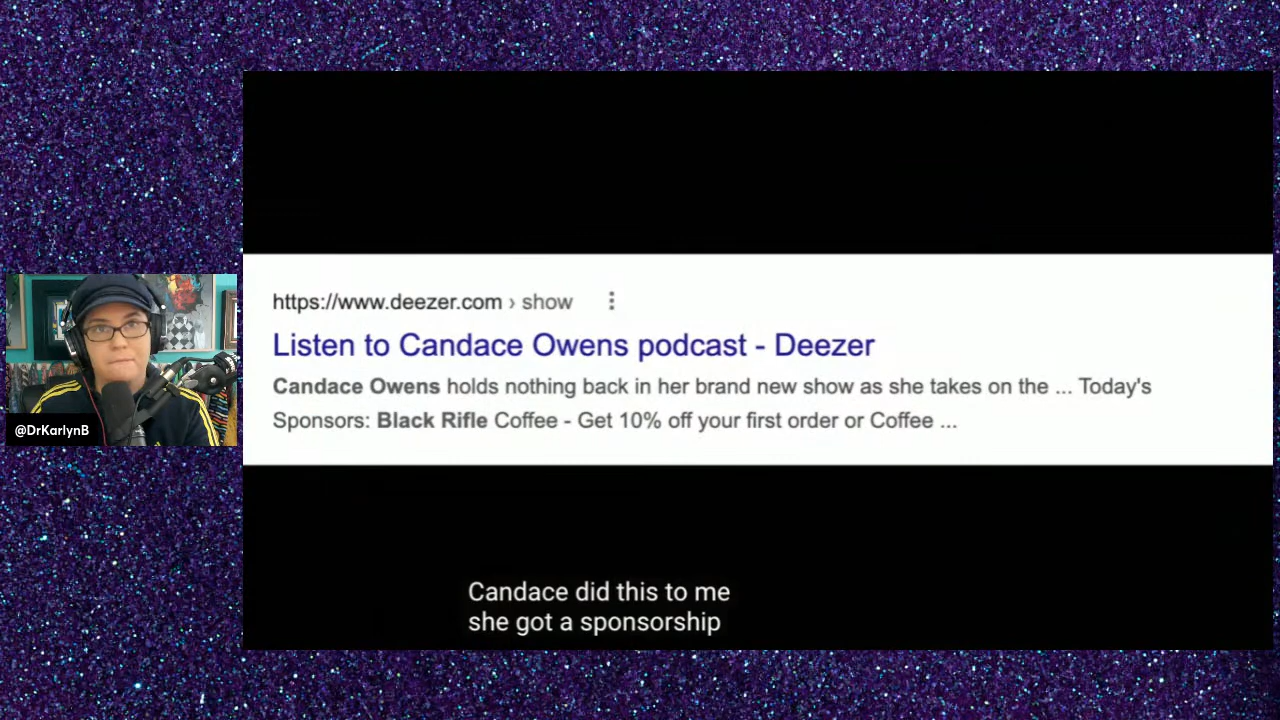 https://www.deezer.com › show
Listen to Candace Owens podcast - Deezer
Candace Owens holds nothing back in her brand new show as she takes on the ... Today's
Sponsors: Black Rifle Coffee - Get 10% off your first order or Coffee ...
@DrKarlynB
Candace did this to me
she got a sponsorship